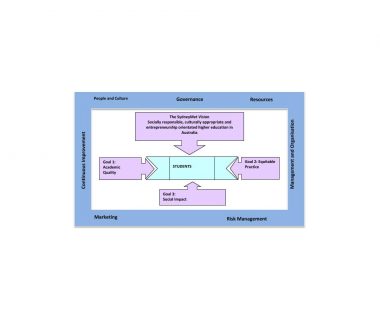 People and Culture
Governance
Resources
The SydneyMet Vision
Socially responsible, culturally appropriate and
entrepreneurship orientated higher education in
Australia.
Continuous Improvement
Management and Organisation
Goal 1:
Academic
Quality
STUDENTS
Goal 2: Equitable
Practice
Goal 3:
Social Impact
Marketing
Risk Management